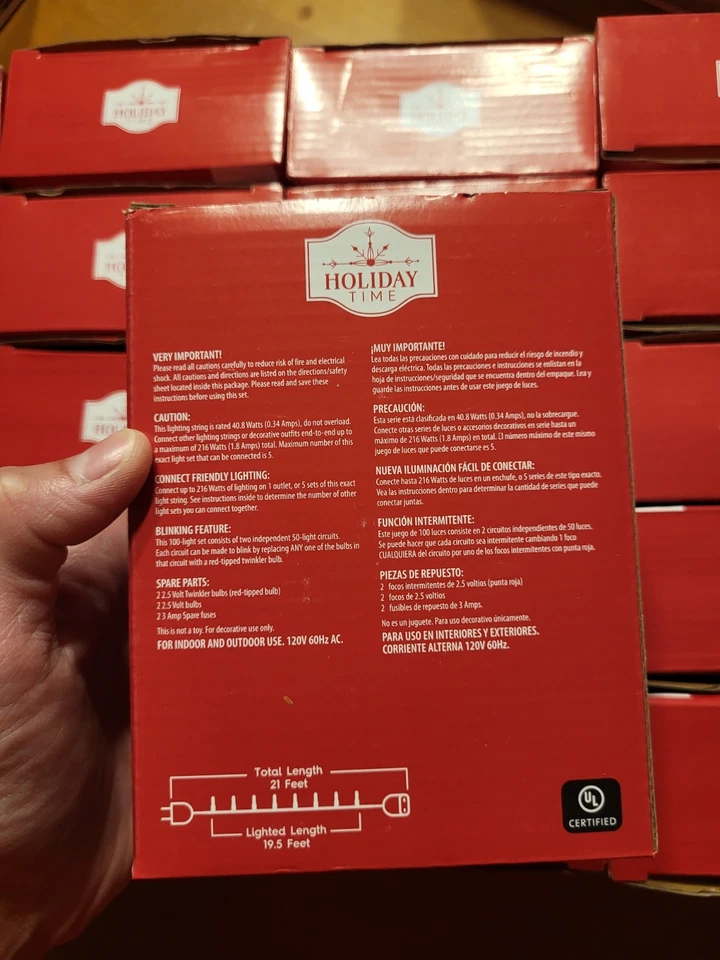 HOLIDAY
TIME
HOLIDAY
TIME
HO
HOLIDAY
TIME
VERY IMPORTANT!
Please read all cautions carefully to reduce risk of fire and electrical
shock. All cautions and directions are listed on the directions/safety
sheet located inside this package. Please read and save these
instructions before using this set.
CAUTION:
This lighting string is rated 40.8 Watts (0.34 Amps), do not overload.
Connect other lighting strings or decorative outfits end-to-end up to
a maximum of 216 Watts (1.8 Amps) total. Maximum number of this
exact light set that can be connected is 5.
CONNECT FRIENDLY LIGHTING:
Connect up to 216 Watts of lighting on 1 outlet, or 5 sets of this exact
light string. See instructions inside to determine the number of other
light sets you can connect together.
BLINKING FEATURE:
This 100-light set consists of two independent 50-light circuits.
Each circuit can be made to blink by replacing ANY one of the bulbs in
that circuit with a red-tipped twinkler bulb.
SPARE PARTS:
2 2.5 Volt Twinkler bulbs (red-tipped bulb)
2 2.5 Volt bulbs
2 3 Amp Spare fuses
This is not a toy. For decorative use only.
FOR INDOOR AND OUTDOOR USE. 120V 60Hz AC.
¡MUY IMPORTANTE!
Lea todas las precauciones con cuidado para reducir el riesgo de incendio y
descarga eléctrica. Todas las precauciones e instrucciones se enlistan en la
hoja de instrucciones/seguridad que se encuentra dentro del empaque. Lea y
guarde las instrucciones antes de usar este juego de luces.
PRECAUCIÓN:
Esta serie está clasificada en 40.8 Watts (0.34 Amps), no la sobrecargue.
Conecte otras series de luces o accesorios decorativos en serie hasta un
máximo de 216 Watts (1.8 Amps) en total. □ número máximo de este mismo
juego de luces que puede conectarse es 5.
NUEVA ILUMINACIÓN FÁCIL DE CONECTAR:
Conecte hasta 216 Watts de luces en un enchufe, o 5 series de este tipo exacto.
Vea las instrucciones dentro para determinar la cantidad de series que puede
conectar juntas.
FUNCIÓN INTERMITENTE:
Este juego de 100 luces consiste en 2 circuitos independientes de 50 luces.
Se puede hacer que cada circuito sea intermitente cambiando 1 foco
CUALQUIERA del circuito por uno de los focos intermitentes con punta roja.
PIEZAS DE REPUESTO:
2 focos intermitentes de 2.5 voltios (punta roja)
2 focos de 2.5 voltios
2 fusibles de repuesto de 3 Amps.
No es un juguete. Para uso decorativo únicamente.
PARA USO EN INTERIORES Y EXTERIORES.
CORRIENTE ALTERNA 120V 60Hz.
Total Length
21 Feet
Lighted Length
19.5 Feet
UL
CERTIFIED